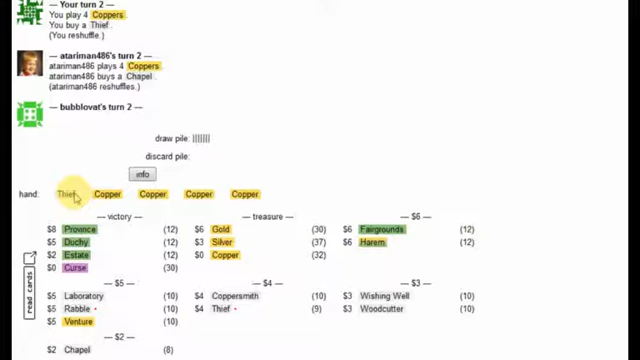 — Your turn 2 —
You play 4 Coppers.
You buy a Thief.
(You reshuffle.)
— atariman486's turn 2 —
atariman486 plays 4 Coppers.
atariman486 buys a Chapel.
(atariman486 reshuffles.)
— bubblovat's turn 2 —
draw pile: |||||||
discard pile:
info
hand: Thief Copper Copper Copper Copper
— victory — — treasure — — $6 —
$8 Province (12) $6 Gold (30) $6 Fairgrounds (12)
$5 Duchy (12) $3 Silver (37) $6 Harem (12)
$2 Estate (12) $0 Copper (32)
$0 Curse (30)
read cards
— $5 — — $4 — — $3 —
$5 Laboratory (10) $4 Coppersmith (10) $3 Wishing Well (10)
$5 Rabble • (10) $4 Thief • (9) $3 Woodcutter (10)
$5 Venture (10)
— $2 —
$2 Chapel (8)